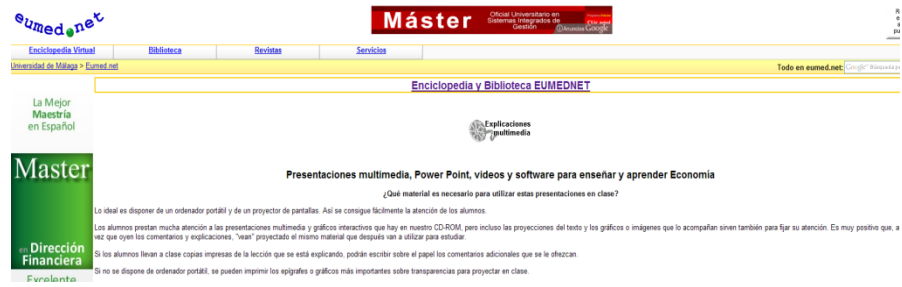 eumed.net
Máster Oficial Universitario en
Sistemas Integrados de
Gestión
Anuncios Google
Enciclopedia Virtual Biblioteca Revistas Servicios
Universidad de Málaga > Eumed.net
Todo en eumed.net:
Enciclopedia y Biblioteca EUMEDNET
La Mejor
Maestría
en Español
Explicaciones
multimedia
Master
en Dirección
Financiera
Excelente
Presentaciones multimedia, Power Point, videos y software para enseñar y aprender Economía
¿Qué material es necesario para utilizar estas presentaciones en clase?
Lo ideal es disponer de un ordenador portátil y de un proyector de pantallas. Así se consigue fácilmente la atención de los alumnos.
Los alumnos prestan mucha atención a las presentaciones multimedia y gráficos interactivos que hay en nuestro CD-ROM, pero incluso las proyecciones del texto y los gráficos o imágenes que lo acompañan sirven también para fijar su atención. Es muy positivo que, a
vez que oyen los comentarios y explicaciones, "vean" proyectado el mismo material que después van a utilizar para estudiar.
Si los alumnos llevan a clase copias impresas de la lección que se está explicando, podrán escribir sobre el papel los comentarios adicionales que se le ofrezcan.
Si no se dispone de ordenador portátil, se pueden imprimir los epígrafes o gráficos más importantes sobre transparencias para proyectar en clase.